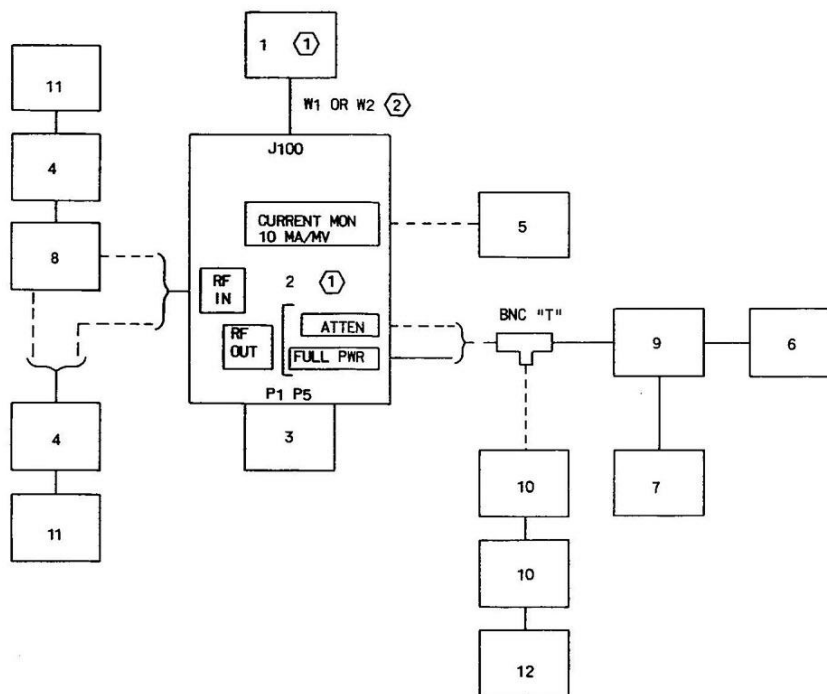 1 1
W1 OR W2 2
11
4
8
J100
CURRENT MON
10 MA/MV
5
RF
IN
2 1
RF
OUT
ATTEN
FULL PWR
P1 P5
3
BNC "T"
9
6
7
4
11
10
10
12